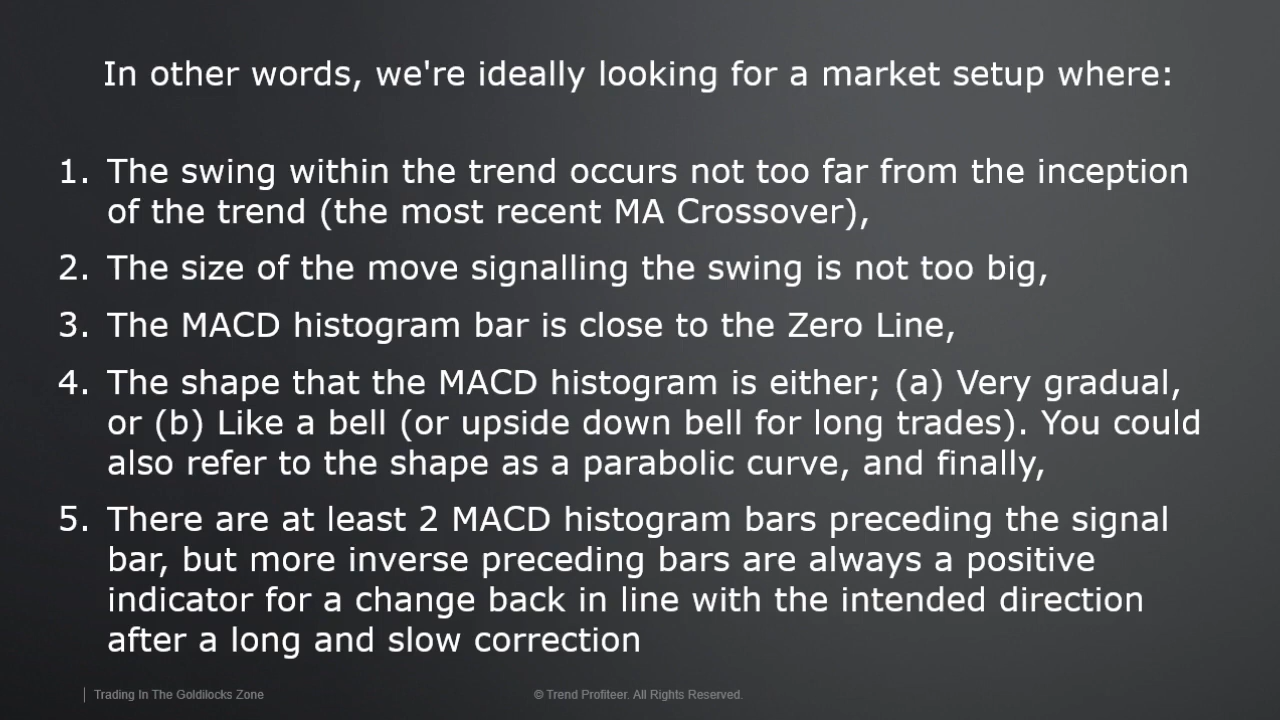 In other words, we're ideally looking for a market setup where:
1. The swing within the trend occurs not too far from the inception
of the trend (the most recent MA Crossover),
2. The size of the move signalling the swing is not too big,
3. The MACD histogram bar is close to the Zero Line,
4. The shape that the MACD histogram is either; (a) Very gradual,
or (b) Like a bell (or upside down bell for long trades). You could
also refer to the shape as a parabolic curve, and finally,
5. There are at least 2 MACD histogram bars preceding the signal
bar, but more inverse preceding bars are always a positive
indicator for a change back in line with the intended direction
after a long and slow correction
Trading In The Goldilocks Zone
© Trend Profiteer. All Rights Reserved.